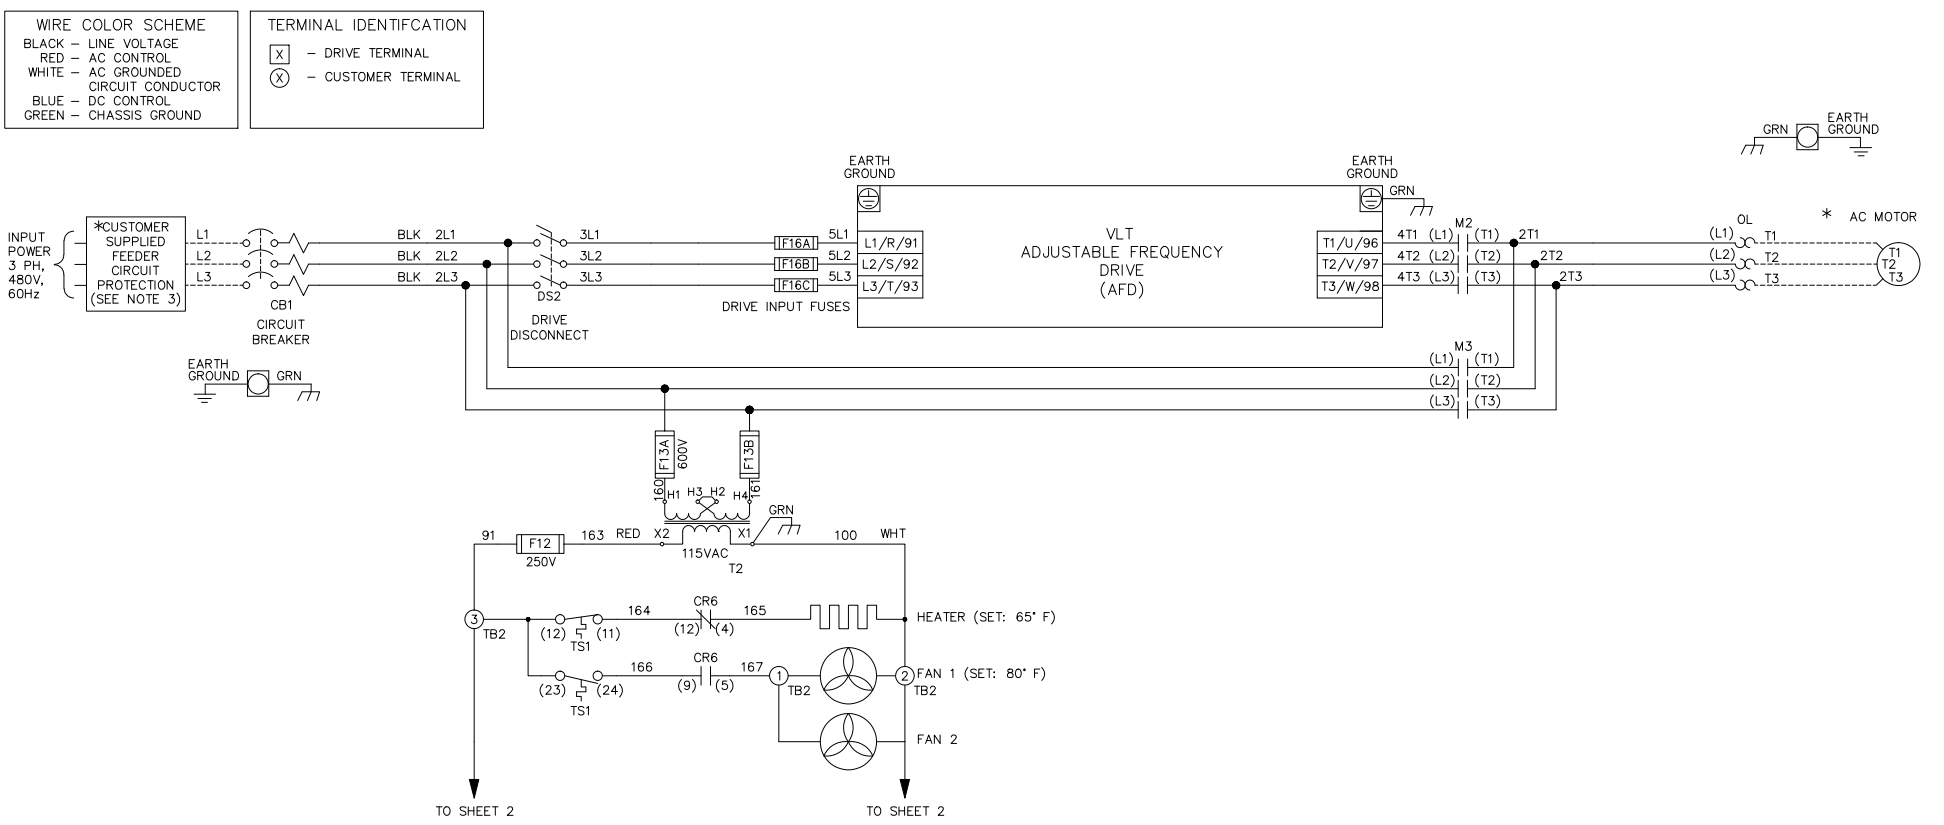 WIRE COLOR SCHEME
BLACK – LINE VOLTAGE
RED – AC CONTROL
WHITE – AC GROUNDED
CIRCUIT CONDUCTOR
BLUE – DC CONTROL
GREEN – CHASSIS GROUND
TERMINAL IDENTIFCATION
X – DRIVE TERMINAL
X – CUSTOMER TERMINAL
INPUT
POWER
3 PH,
480V,
60Hz
*CUSTOMER
SUPPLIED
FEEDER
CIRCUIT
PROTECTION
(SEE NOTE 3)
L1
L2
L3
CB1
CIRCUIT
BREAKER
EARTH
GROUND
GRN
BLK 2L1
BLK 2L2
BLK 2L3
DS2
DRIVE
DISCONNECT
3L1
3L2
3L3
F16A
F16B
F16C
DRIVE INPUT FUSES
5L1
5L2
5L3
EARTH
GROUND
L1/R/91
L2/S/92
L3/T/93
VLT
ADJUSTABLE FREQUENCY
DRIVE
(AFD)
EARTH
GROUND
GRN
T1/U/96
T2/V/97
T3/W/98
4T1 (L1) M2 (T1) 2T1
4T2 (L2) (T2) 2T2
4T3 (L3) (T3) 2T3
M3
(L1) (T1)
(L2) (T2)
(L3) (T3)
GRN
EARTH
GROUND
OL
(L1) T1
(L2) T2
(L3) T3
* AC MOTOR
T1
T2
T3
F13A
600V
F13B
160
161
H1 H3 H2 H4
GRN
91
F12
250V
163 RED X2
X1
115VAC
T2
100 WHT
3
TB2
(12) (11)
TS1
164
CR6
(12) (4)
165
HEATER (SET: 65° F)
(23) (24)
TS1
166
CR6
(9) (5)
167
1
TB2
2
TB2
FAN 1 (SET: 80° F)
FAN 2
TO SHEET 2
TO SHEET 2